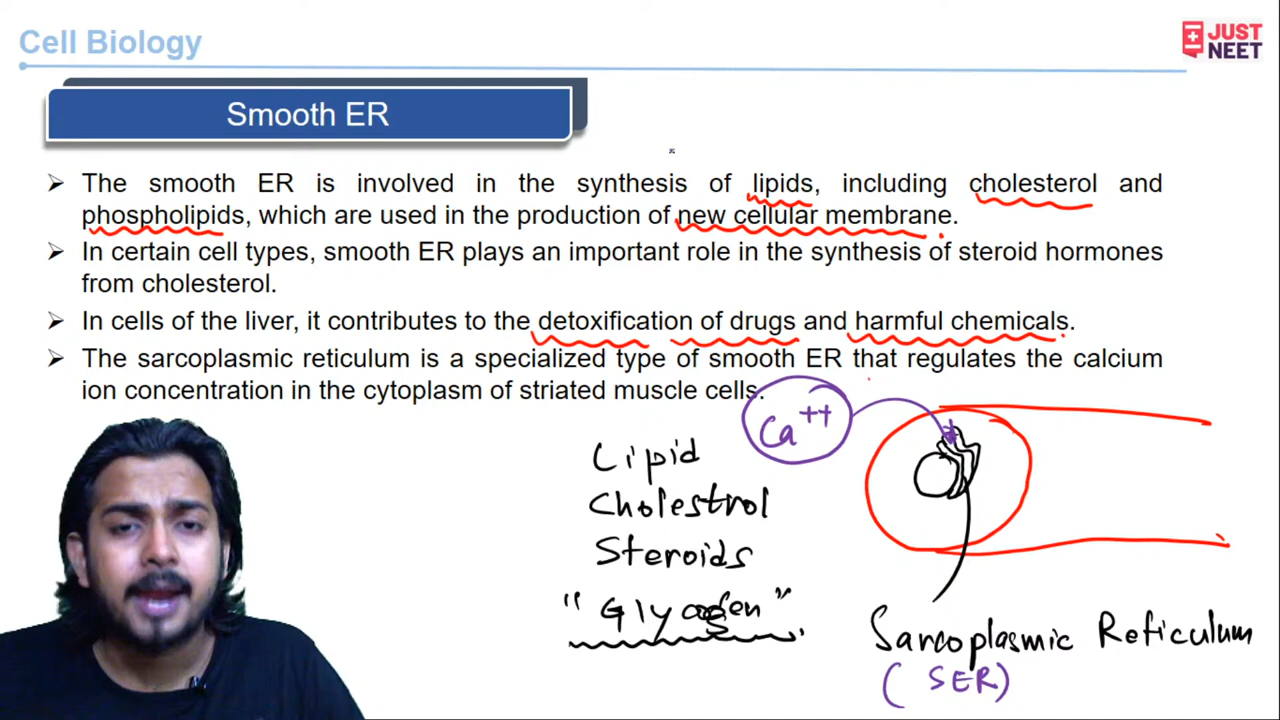 Cell Biology
JUST
NEET
Smooth ER
➢ The smooth ER is involved in the synthesis of lipids, including cholesterol and
phospholipids, which are used in the production of new cellular membrane.
➢ In certain cell types, smooth ER plays an important role in the synthesis of steroid hormones
from cholesterol.
➢ In cells of the liver, it contributes to the detoxification of drugs and harmful chemicals.
➢ The sarcoplasmic reticulum is a specialized type of smooth ER that regulates the calcium
ion concentration in the cytoplasm of striated muscle cells.
Ca++
Lipid
Cholestrol
Steroids
"Glycogen"
Sarcoplasmic Reticulum
(SER)